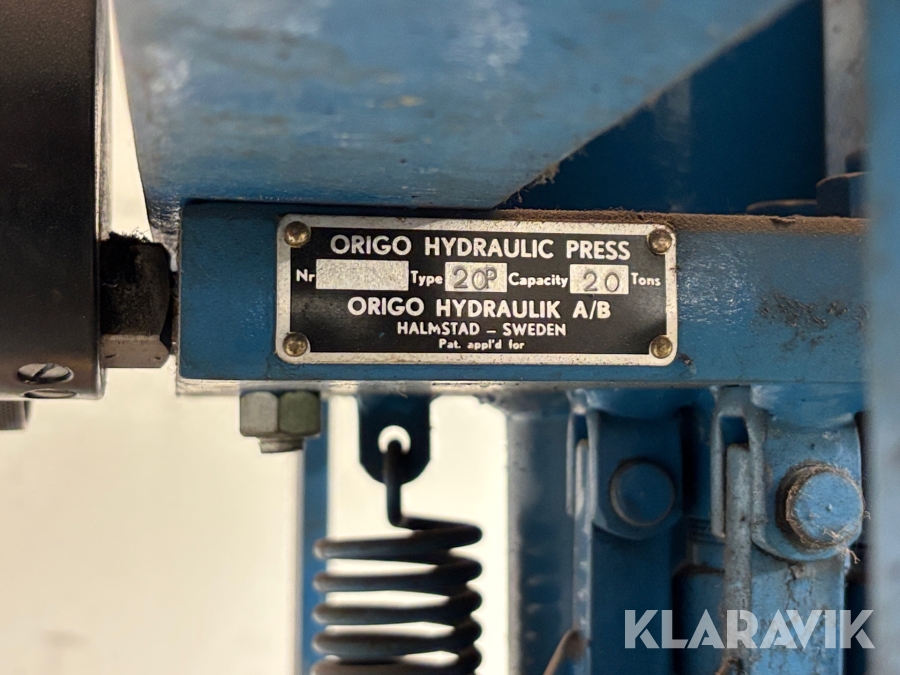 ORIGO HYDRAULIC PRESS
Nr Type 20P Capacity 20 Tons
ORIGO HYDRAULIK A/B
HALMSTAD – SWEDEN
Pat. appl'd for
KLARAVIK